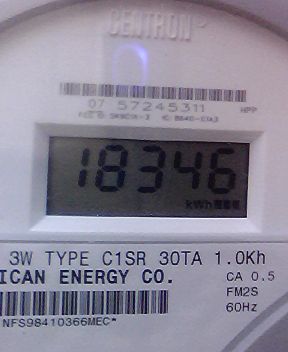 CENTRON
07 57245311 HPP
18346
kWh
3W TYPE C1SR 30TA 1.0Kh
ICAN ENERGY CO. CA 0.5
FM2S
60Hz
NFS98410366MEC*